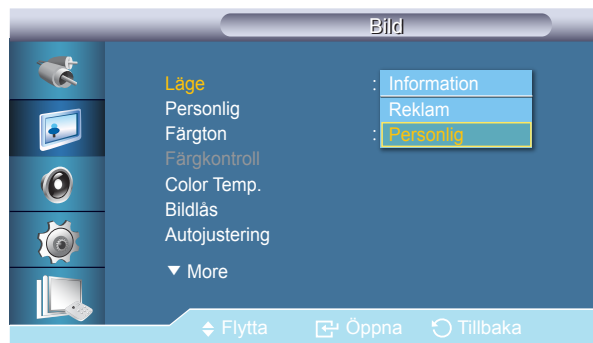 Bild
Läge : Information
Personlig Reklam
Färgton : Personlig
Färgkontroll
Color Temp.
Bildlås
Autojustering
▼ More
Flytta Öppna Tillbaka